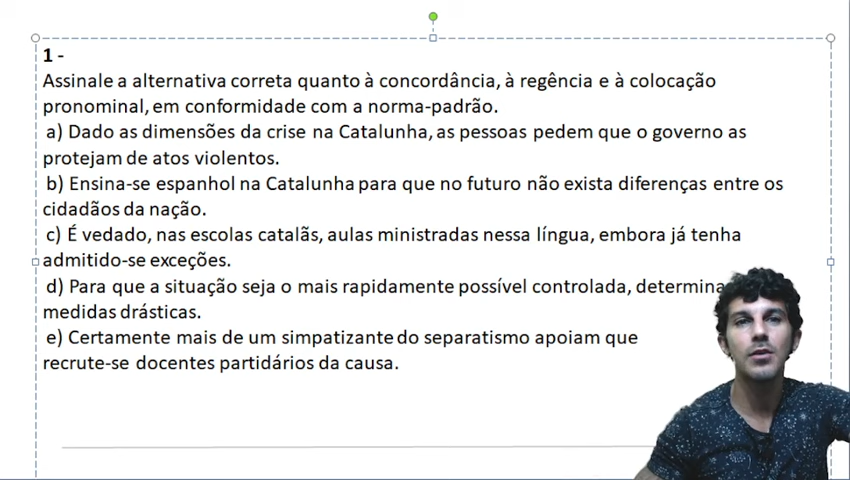 1 -
Assinale a alternativa correta quanto à concordância, à regência e à colocação
pronominal, em conformidade com a norma-padrão.
a) Dado as dimensões da crise na Catalunha, as pessoas pedem que o governo as
protejam de atos violentos.
b) Ensina-se espanhol na Catalunha para que no futuro não exista diferenças entre os
cidadãos da nação.
c) É vedado, nas escolas catalãs, aulas ministradas nessa língua, embora já tenha
admitido-se exceções.
d) Para que a situação seja o mais rapidamente possível controlada,
medidas drásticas.
e) Certamente mais de um simpatizante do separatismo apoiam que
recrute-se docentes partidários da causa.